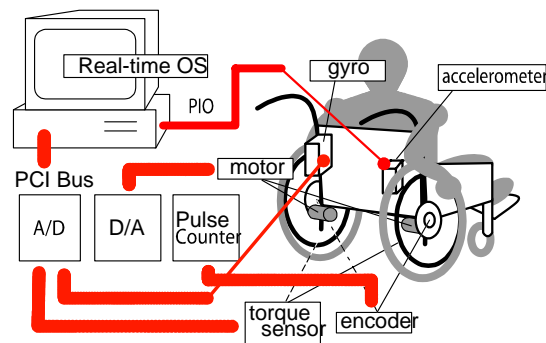 Real-time OS
PIO
gyro
accelerometer
PCI Bus
motor
A/D
D/A
Pulse
Counter
torque
sensor
encoder